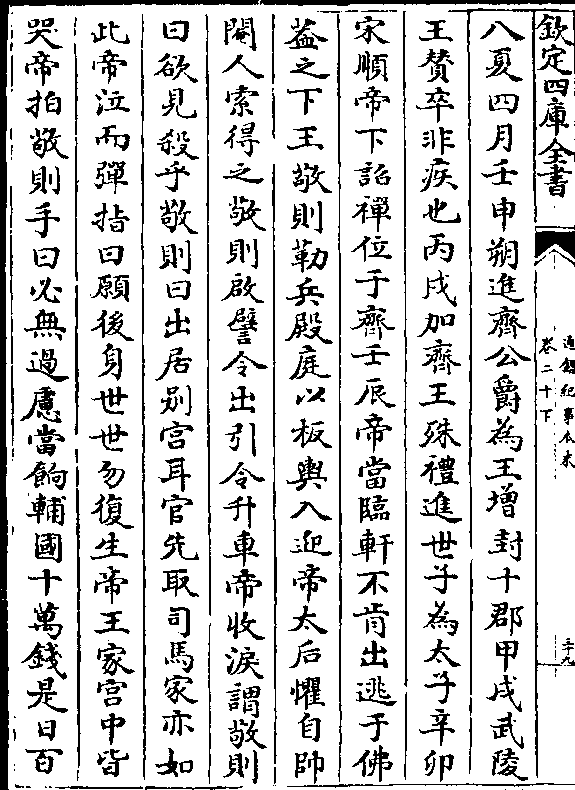 欽定四庫全書
通鑑紀事本末
卷二十下
三十九
八夏四月壬申朔進齊公爵為王增封十郡甲戌武陵
王贊卒非疾也丙戌加齊王殊禮進世子為太子辛卯
宋順帝下詔禪位于齊壬辰帝當臨軒不肯出逃于佛
葢之下王敬則勒兵殿庭以板輿入迎帝太后懼自帥
閹人索得之敬則啟譬令出引令升車帝收淚謂敬則
曰欲見殺乎敬則曰出居别宫耳官先取司馬家亦如
此帝泣而彈指曰願後身世世勿復生帝王家宫中皆
哭帝拍敬則手曰必無過慮當餉輔國十萬錢是日百